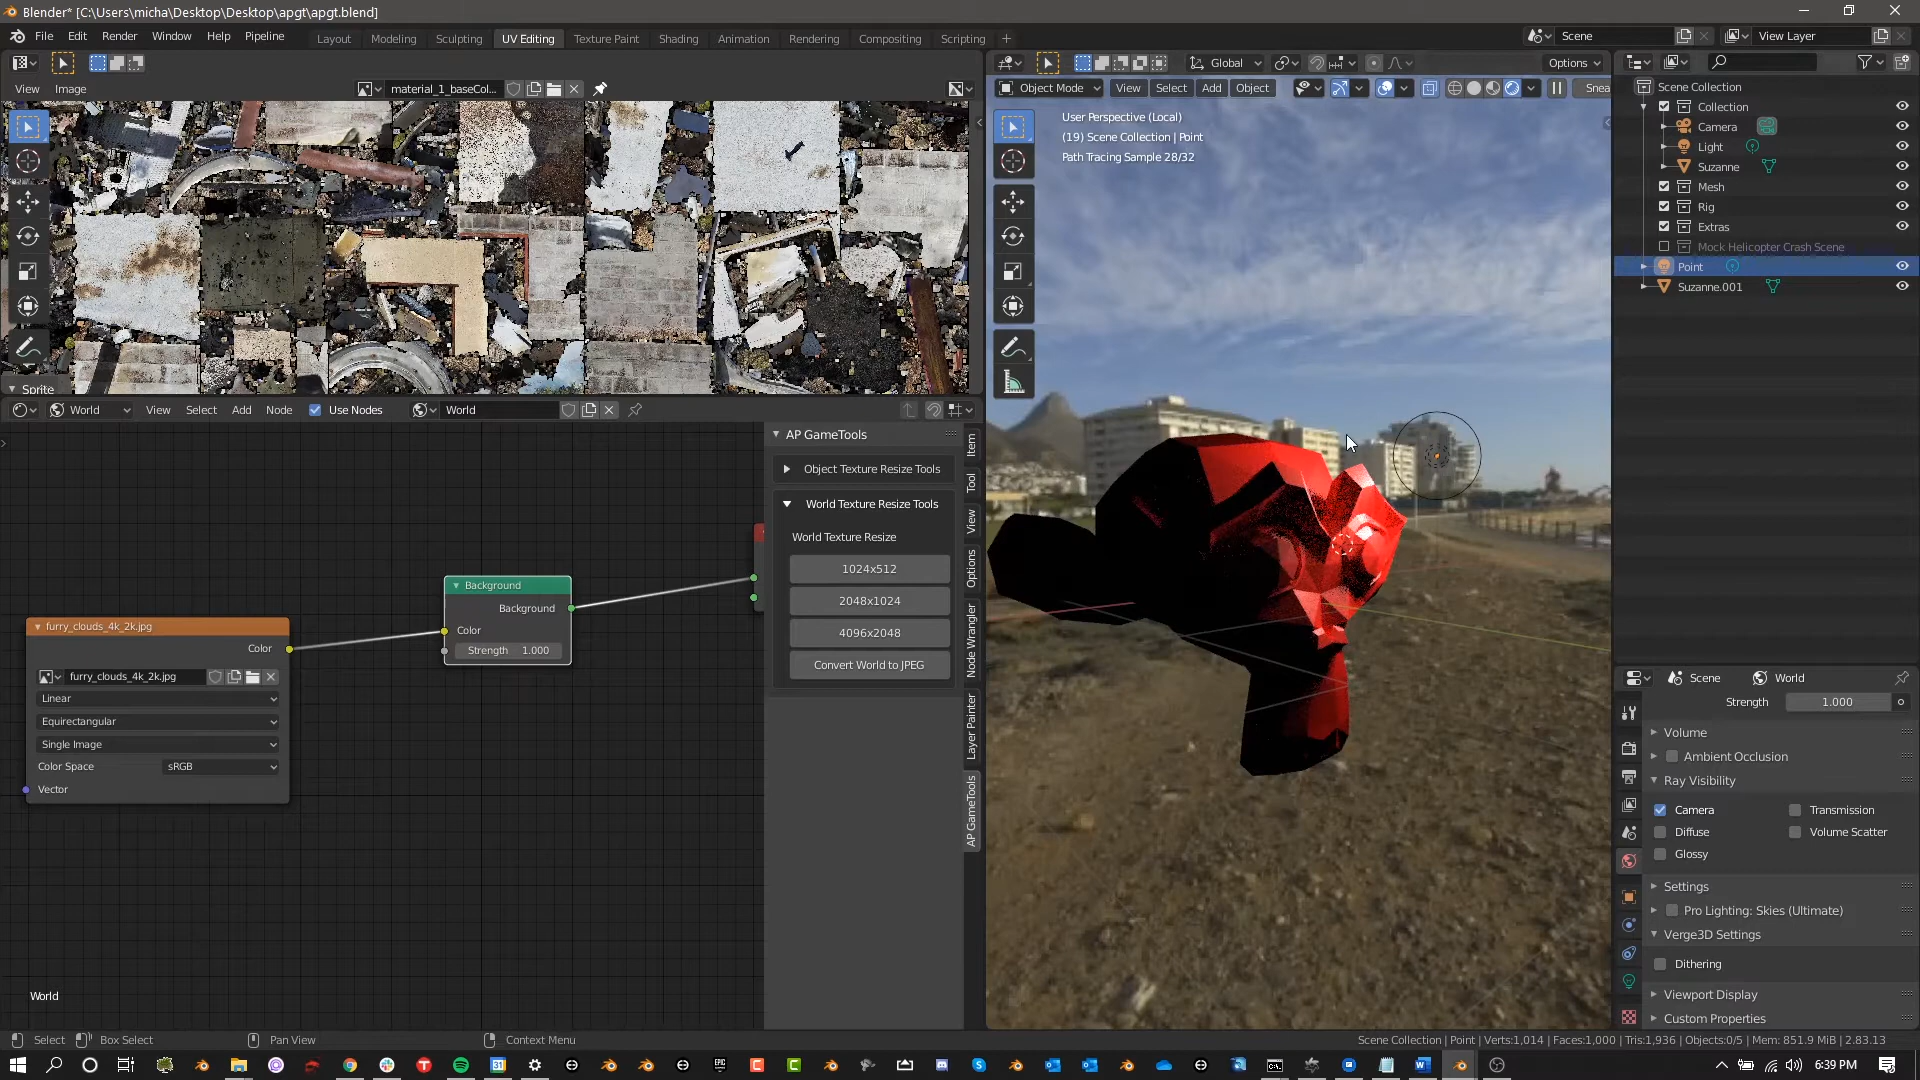 Blender* [C:\Users\micha\Desktop\Desktop\apgt\apgt.blend]
File Edit Render Window Help Pipeline
Layout Modeling Sculpting UV Editing Texture Paint Shading Animation Rendering Compositing Scripting +
Scene
View Layer
View Image
material_1_baseCol...
Sprite
Global
Options
Object Mode View Select Add Object
Snea
User Perspective (Local)
(19) Scene Collection | Point
Path Tracing Sample 28/32
Scene Collection
Collection
Camera
Light
Suzanne
Mesh
Rig
Extras
Mock Helicopter Crash Scene
Point
Suzanne.001
World View Select Add Node Use Nodes World
AP GameTools
Object Texture Resize Tools
World Texture Resize Tools
World Texture Resize
1024x512
2048x1024
4096x2048
Convert World to JPEG
Item
Tool
View
Options
Node Wrangler
Layer Painter
AP GameTools
Background
Background
Color
Strength 1.000
furry_clouds_4k_2k.jpg
Color
furry_clouds_4k_2k.jpg
Linear
Equirectangular
Single Image
Color Space sRGB
Vector
World
Scene World
Strength 1.000
Volume
Ambient Occlusion
Ray Visibility
Camera Transmission
Diffuse Volume Scatter
Glossy
Settings
Pro Lighting: Skies (Ultimate)
Verge3D Settings
Dithering
Viewport Display
Custom Properties
Select Box Select Pan View Context Menu
Scene Collection | Point | Verts:1,014 | Faces:1,000 | Tris:1,936 | Objects:0/5 | Mem: 851.9 MiB | 2.83.13
6:39 PM